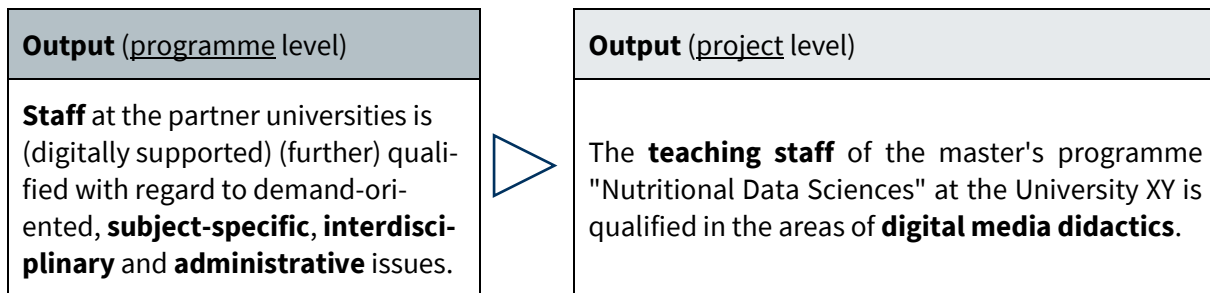 Output (programme level)
Staff at the partner universities is
(digitally supported) (further) quali-
fied with regard to demand-ori-
ented, subject-specific, interdisci-
plinary and administrative issues.
Output (project level)
The teaching staff of the master's programme
"Nutritional Data Sciences" at the University XY is
qualified in the areas of digital media didactics.